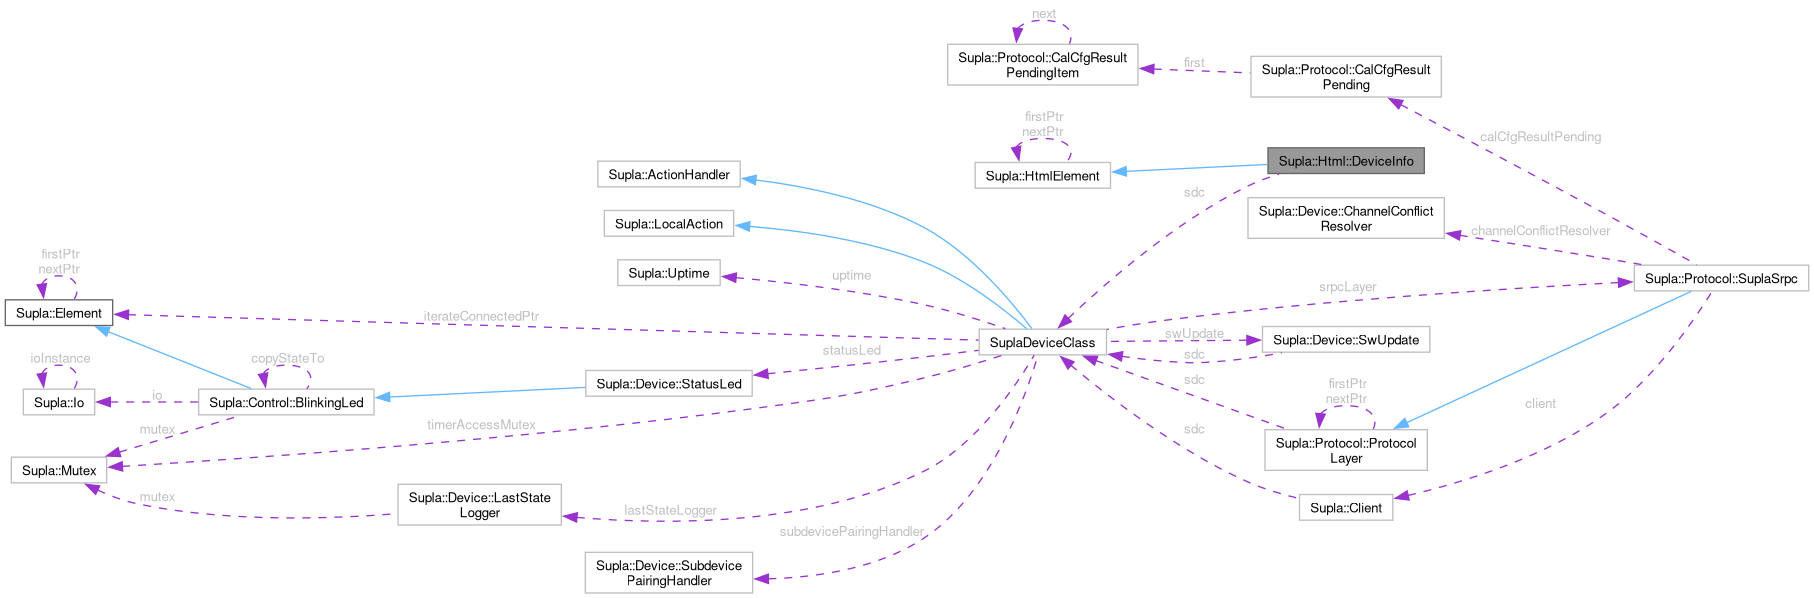 next
Supla::Protocol::CalCfgResult
PendingItem
first
Supla::Protocol::CalCfgResult
Pending
firstPtr
nextPtr
calCfgResultPending
Supla::Html::DeviceInfo
Supla::ActionHandler
Supla::HtmlElement
sdc
Supla::LocalAction
Supla::Device::ChannelConflict
Resolver
channelConflictResolver
firstPtr
nextPtr
Supla::Uptime
uptime
srpcLayer
Supla::Protocol::SuplaSrpc
Supla::Element
iterateConnectedPtr
swUpdate
SuplaDeviceClass
Supla::Device::SwUpdate
sdc
ioInstance
copyStateTo
statusLed
Supla::Device::StatusLed
sdc
firstPtr
nextPtr
Supla::Io
io
Supla::Control::BlinkingLed
client
mutex
timerAccessMutex
sdc
Supla::Protocol::Protocol
Layer
Supla::Mutex
mutex
Supla::Device::LastState
Logger
lastStateLogger
Supla::Client
subdevicePairingHandler
Supla::Device::Subdevice
PairingHandler